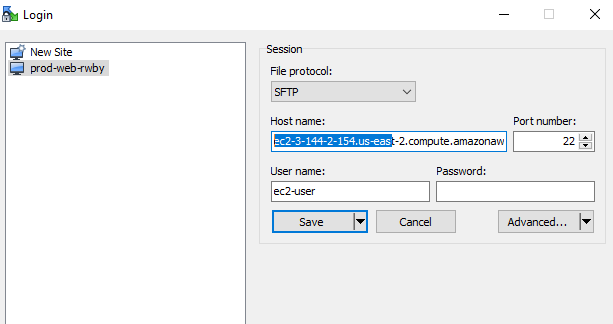 Login
New Site
prod-web-rwby
Session
File protocol:
SFTP
Host name:
Port number:
ec2-3-144-2-154.us-east-2.compute.amazonaw
22
User name:
Password:
ec2-user
Save
Cancel
Advanced...